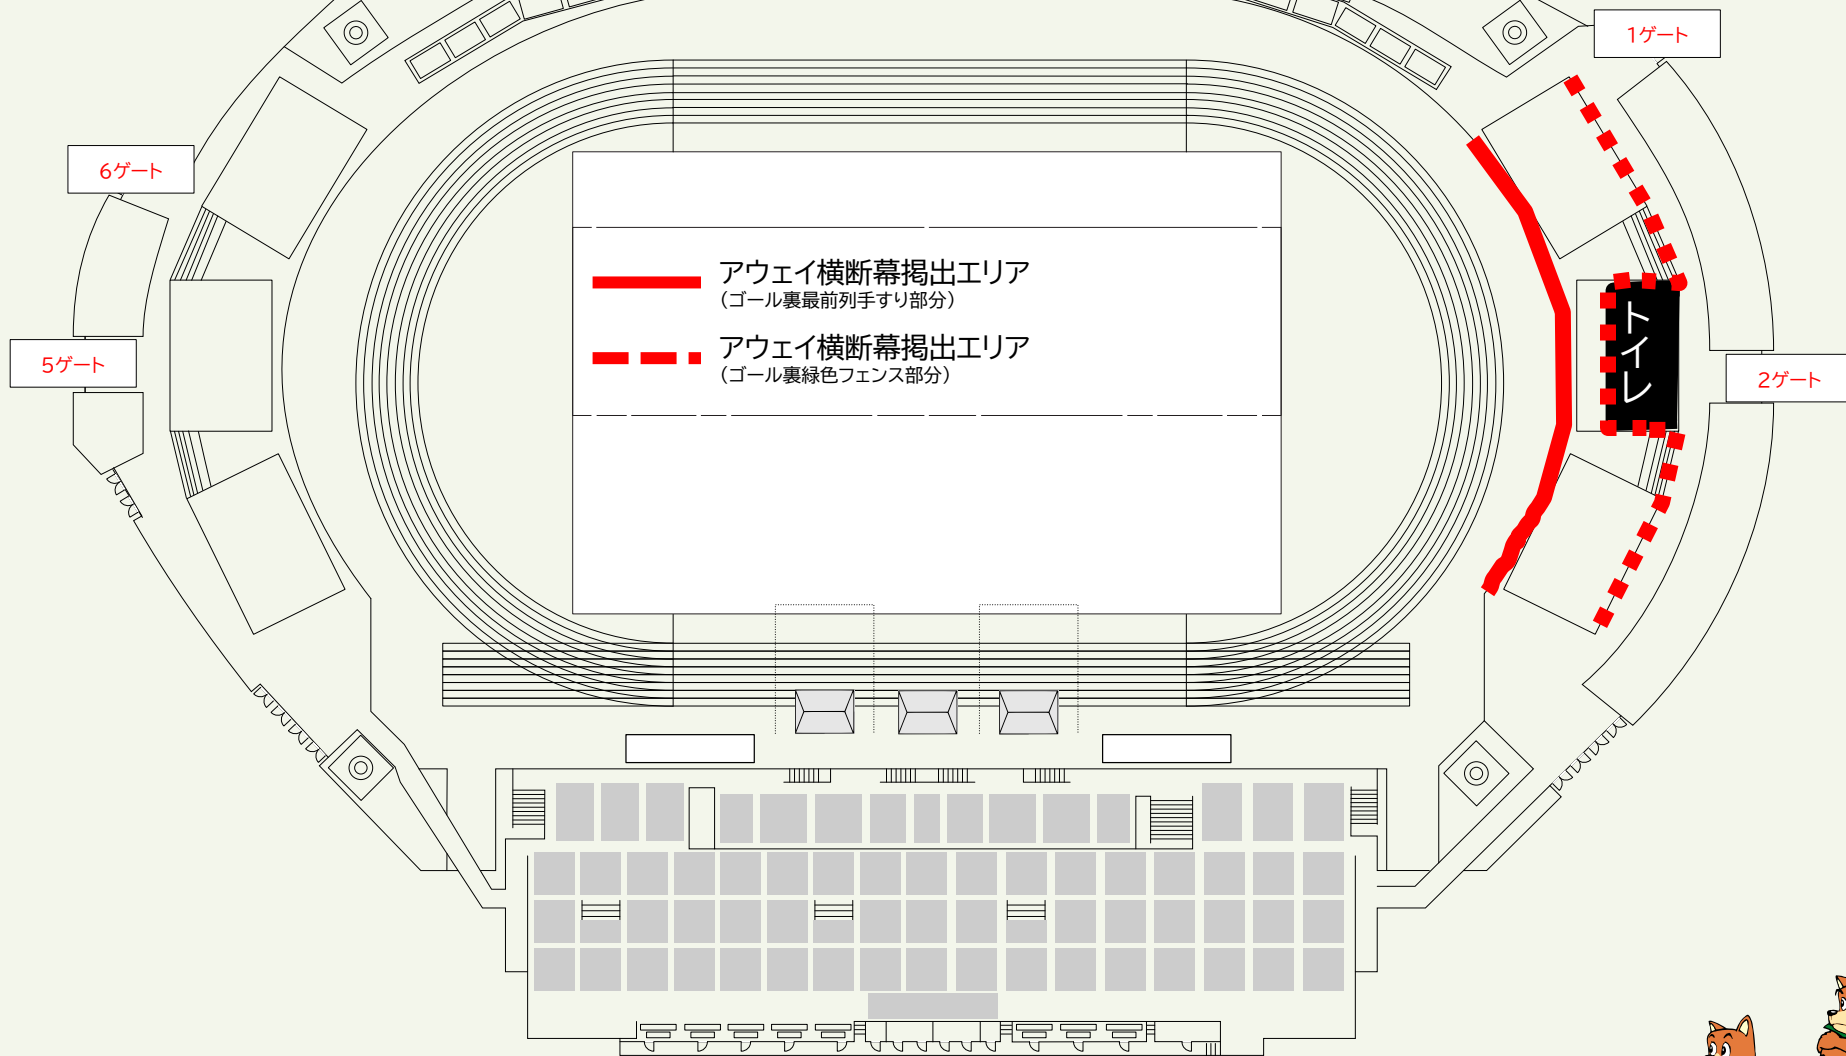 1ゲート
6ゲート
アウェイ横断幕掲出エリア
(ゴール裏最前列手すり部分)
アウェイ横断幕掲出エリア
(ゴール裏緑色フェンス部分)
トイレ
5ゲート
2ゲート